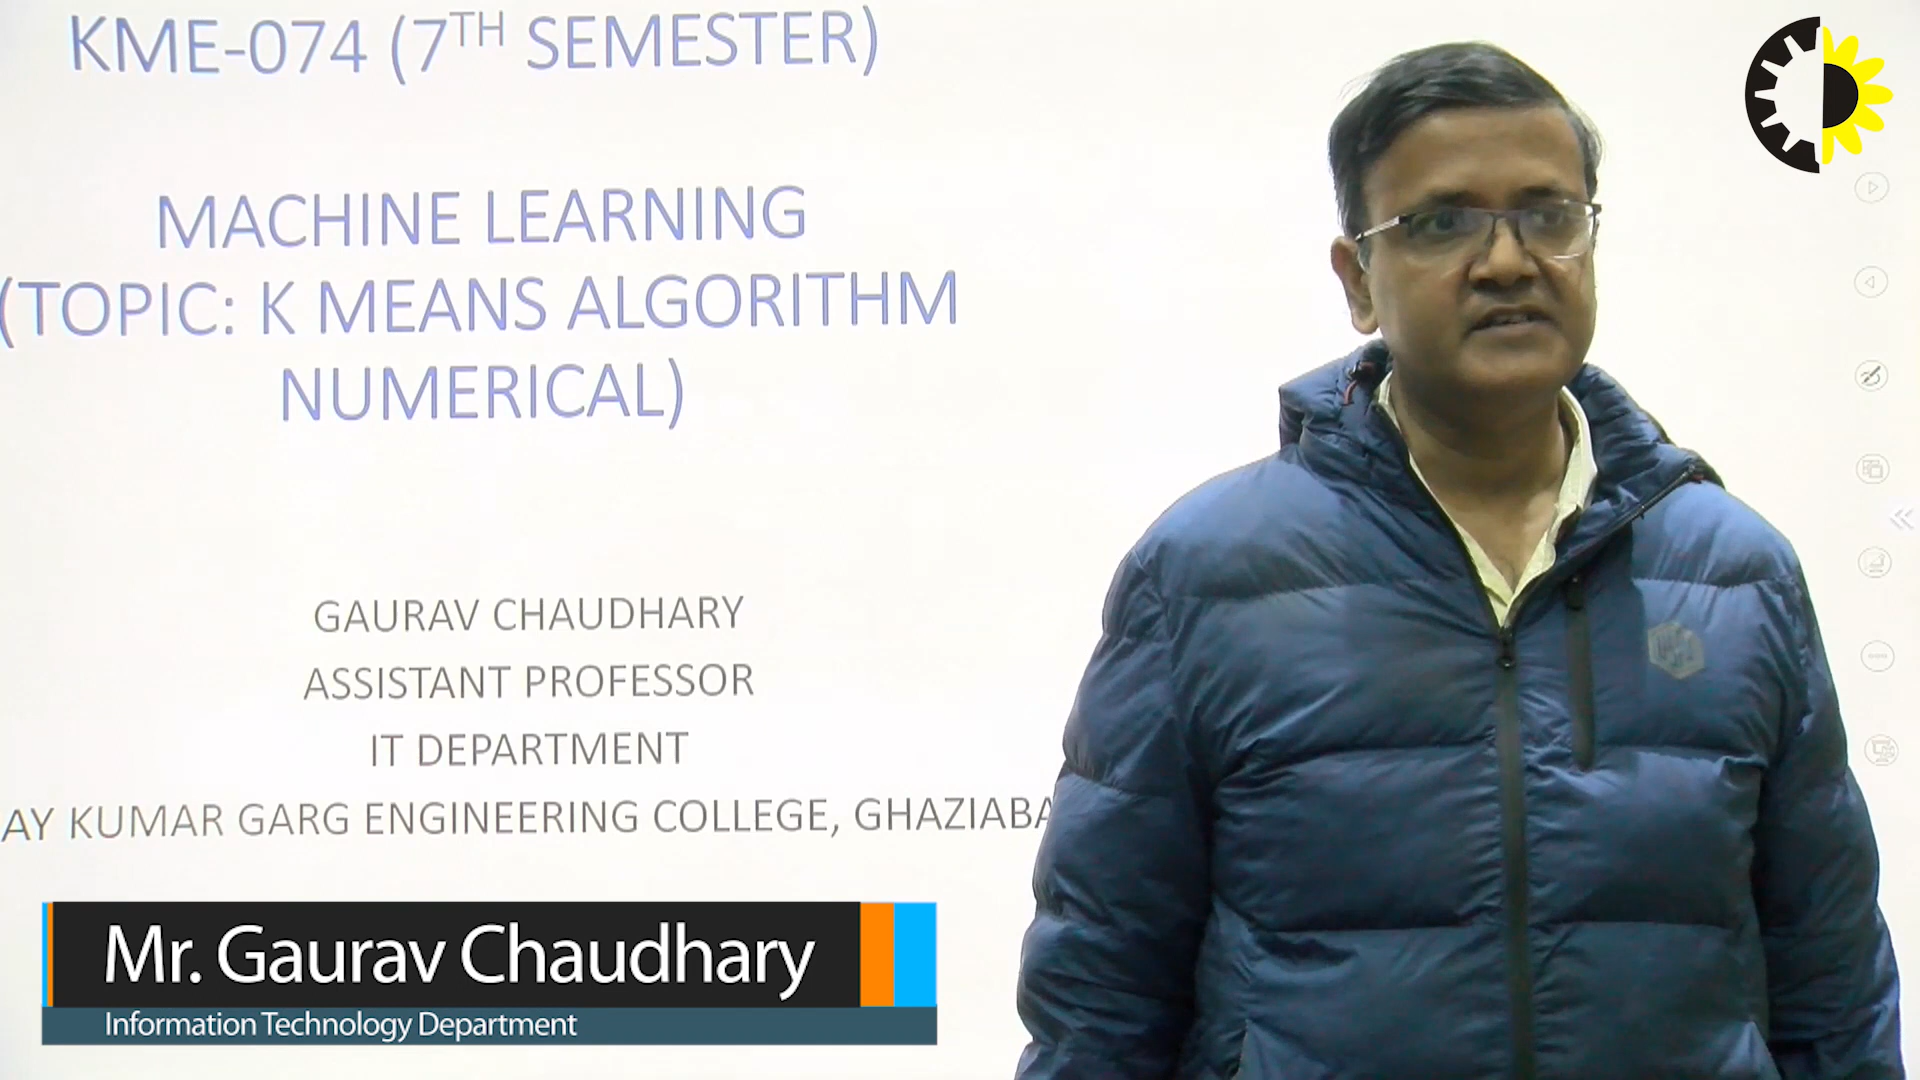 KME-074 (7TH SEMESTER)
MACHINE LEARNING
(TOPIC: K MEANS ALGORITHM
NUMERICAL)
GAURAV CHAUDHARY
ASSISTANT PROFESSOR
IT DEPARTMENT
AY KUMAR GARG ENGINEERING COLLEGE, GHAZIABA
Mr. Gaurav Chaudhary
Information Technology Department